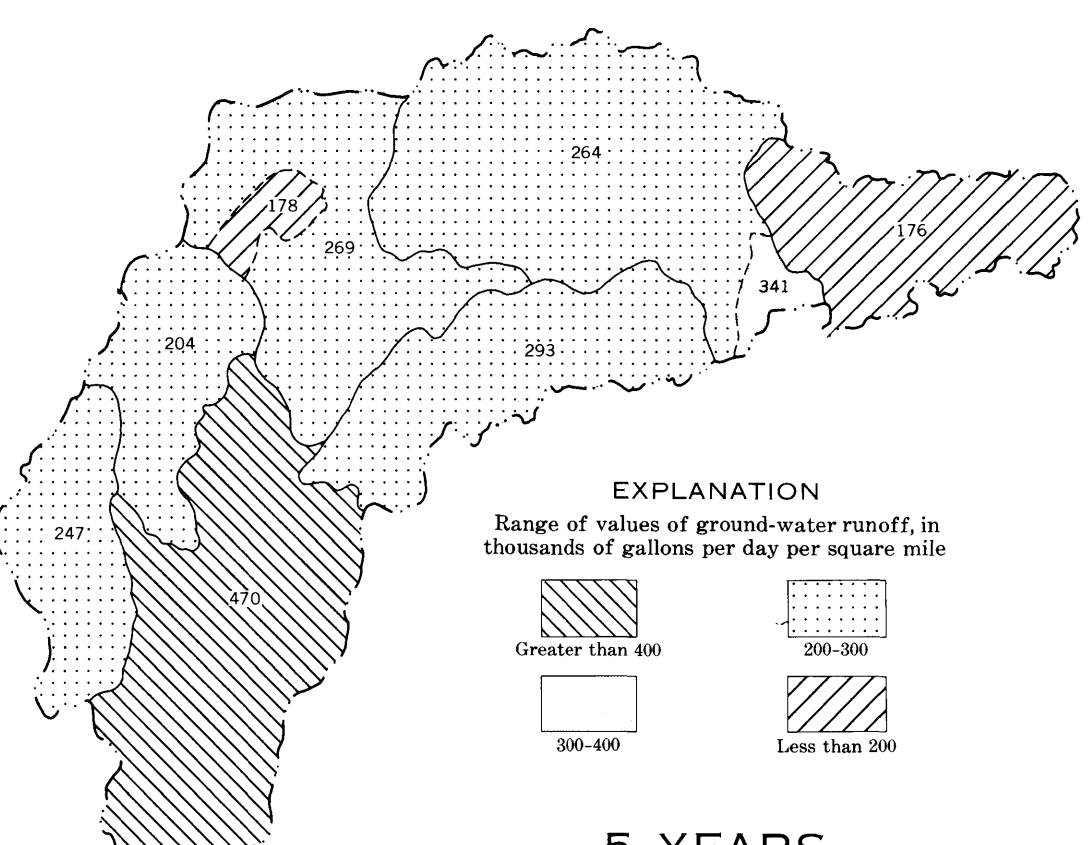 264
178
176
269
341
204
293
EXPLANATION
Range of values of ground-water runoff, in
thousands of gallons per day per square mile
247
470
Greater than 400
200-300
300-400
Less than 200
5 YEARS